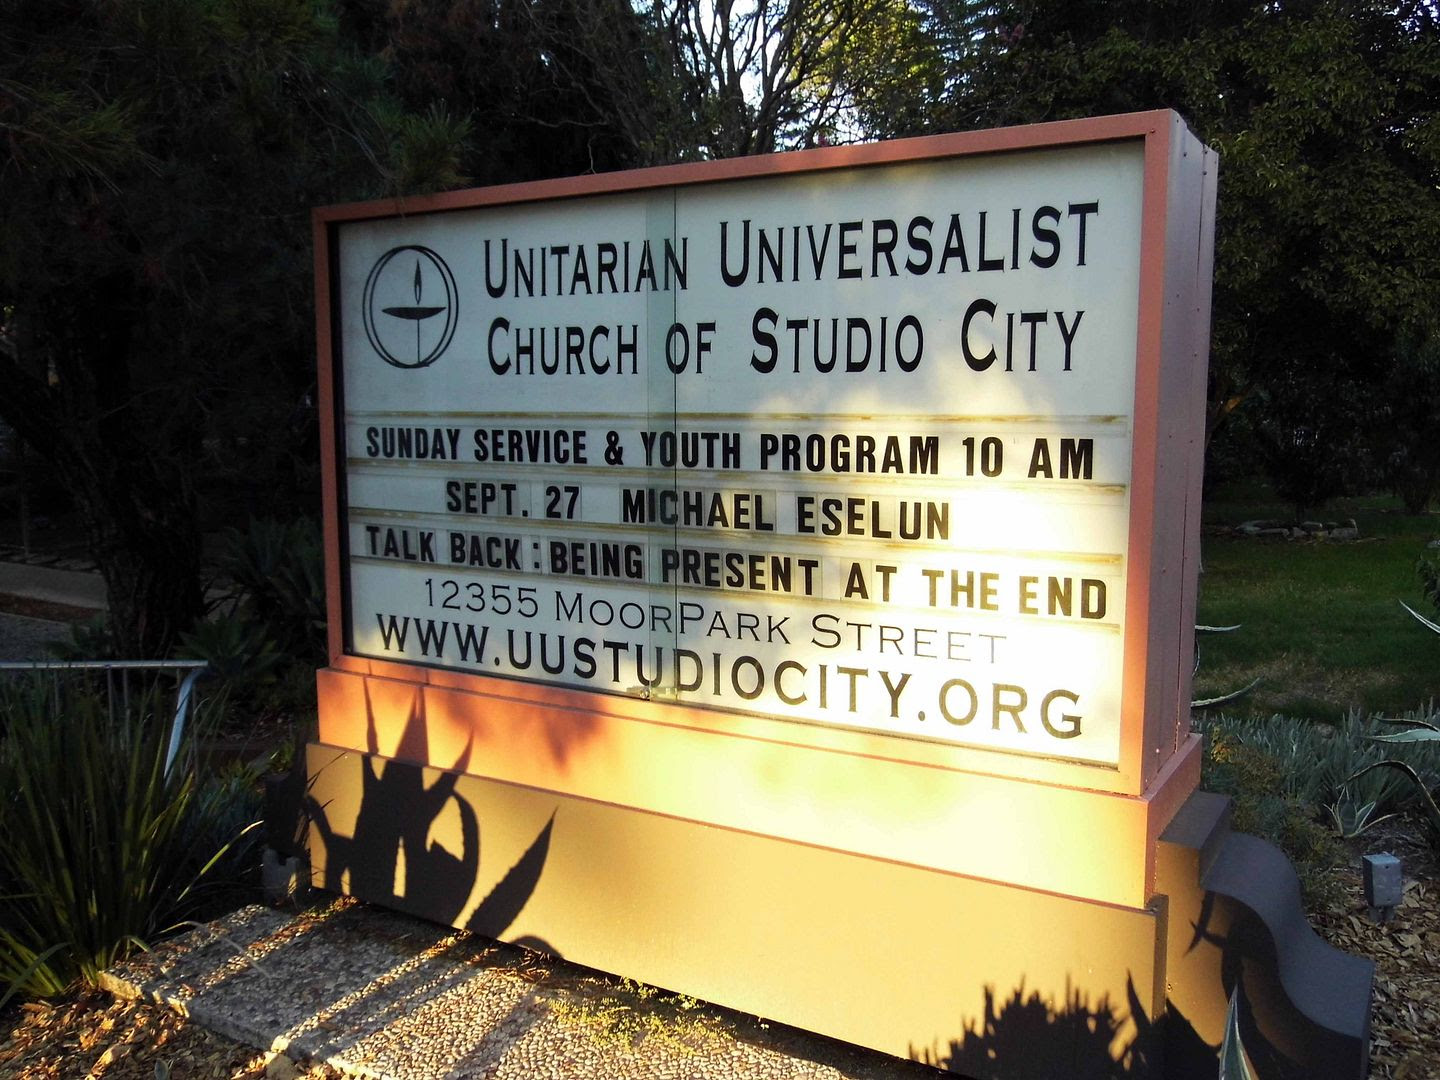 UNITARIAN UNIVERSALIST
CHURCH OF STUDIO CITY
SUNDAY SERVICE & YOUTH PROGRAM 10 AM
SEPT. 27 MICHAEL ESELUN
TALK BACK: BEING PRESENT AT THE END
12355 MOORPARK STREET
WWW.UUSTUDIOCITY.ORG